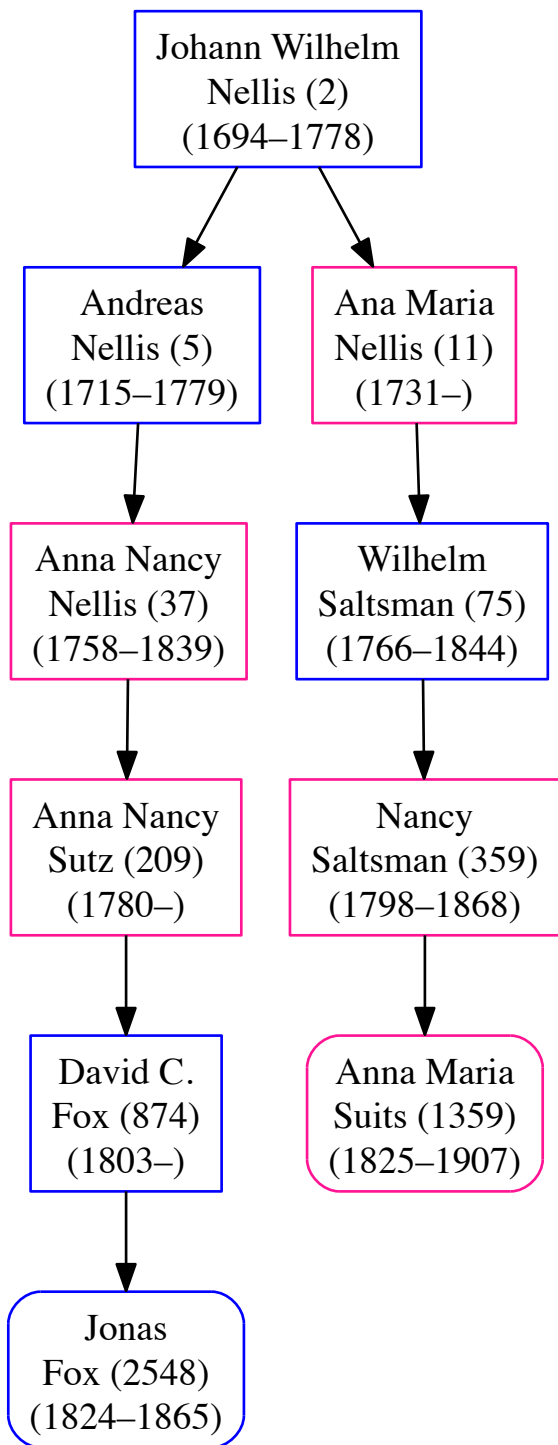 Johann Wilhelm
Nellis (2)
(1694–1778)
Andreas
Nellis (5)
(1715–1779)
Ana Maria
Nellis (11)
(1731–)
Anna Nancy
Nellis (37)
(1758–1839)
Wilhelm
Saltsman (75)
(1766–1844)
Anna Nancy
Sutz (209)
(1780–)
Nancy
Saltsman (359)
(1798–1868)
David C.
Fox (874)
(1803–)
Anna Maria
Suits (1359)
(1825–1907)
Jonas
Fox (2548)
(1824–1865)